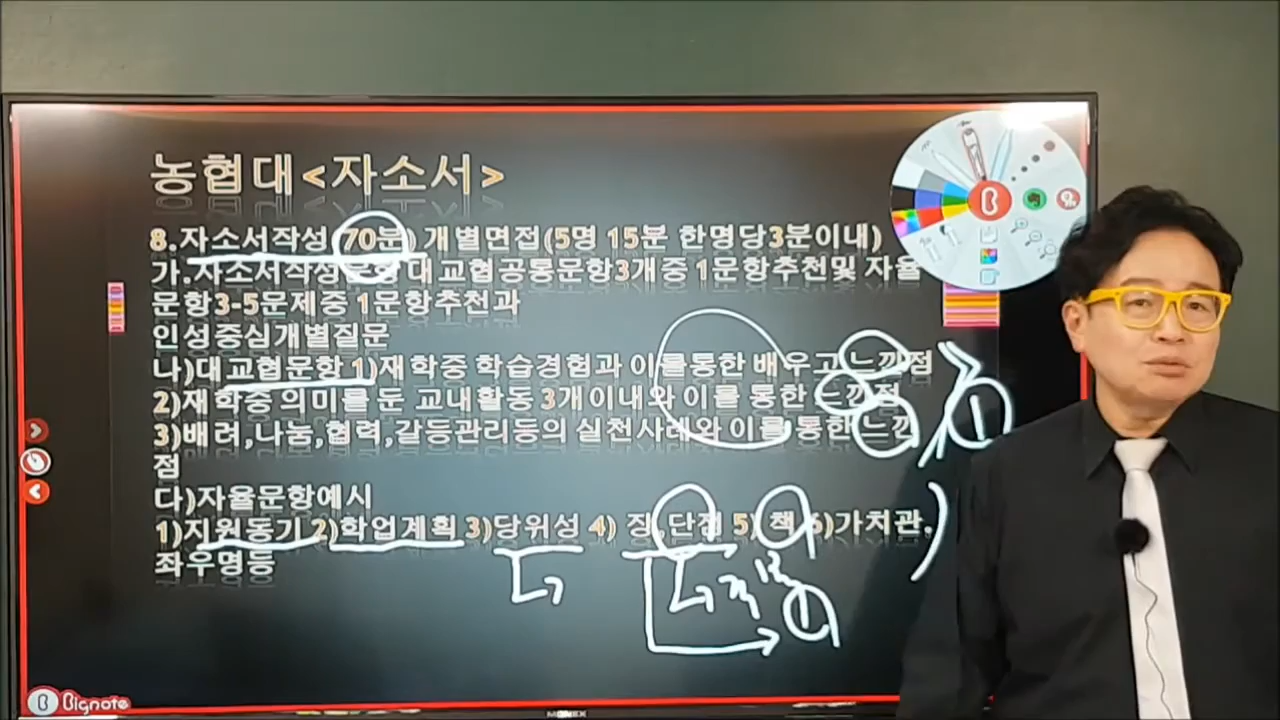 농협대<자소서>
8.자소서작성(70분) 개별면접(5명 15분 한명당3분이내)
가.자소서작성문항 대교협공통문항3개중 1문항추천및 자율
문항3-5문제중 1문항추천과
인성중심개별질문
나)대교협문항 1)재학중 학습경험과 이를통한 배우고느낀점
2)재학중 의미를 둔 교내활동 3개이내와 이를 통한 느낀점
3)배려,나눔,협력,갈등관리등의 실천사례와 이를 통한 느낀
점
다)자율문항예시
1)지원동기 2)학업계획 3)당위성 4) 장,단점 5) 책 6)가치관.
좌우명등
1
1
Bignote